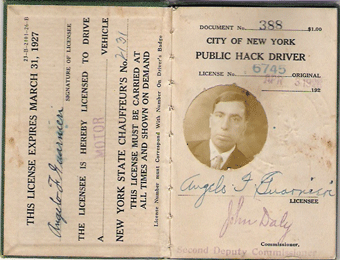 THIS LICENSE EXPIRES MARCH 31, 1927
SIGNATURE OF LICENSEE
THE LICENSEE IS HEREBY LICENSED TO DRIVE
A MOTOR VEHICLE
NEW YORK STATE CHAUFFEUR'S No.
THIS LICENSE MUST BE CARRIED AT
ALL TIMES AND SHOWN ON DEMAND
License Number must Correspond With Number On Driver's Badge
DOCUMENT No. 388 $1.00
CITY OF NEW YORK
PUBLIC HACK DRIVER
LICENSE No. 6745 ORIGINAL
192
Angelo
LICENSEE
John Daly
Commissioner.
Second Deputy Commissioner